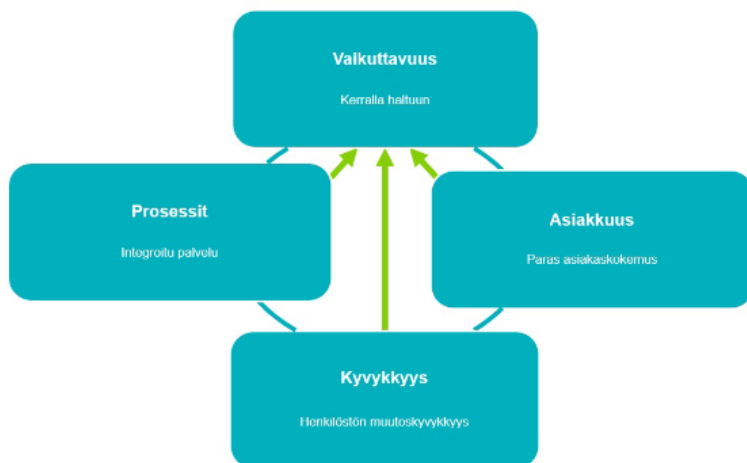 Vaikuttavuus
Kerralla haltuun
Prosessit
Integroitu palvelu
Asiakkuus
Paras asiakaskokemus
Kyvykkyys
Henkilöstön muutoskyvykkyys